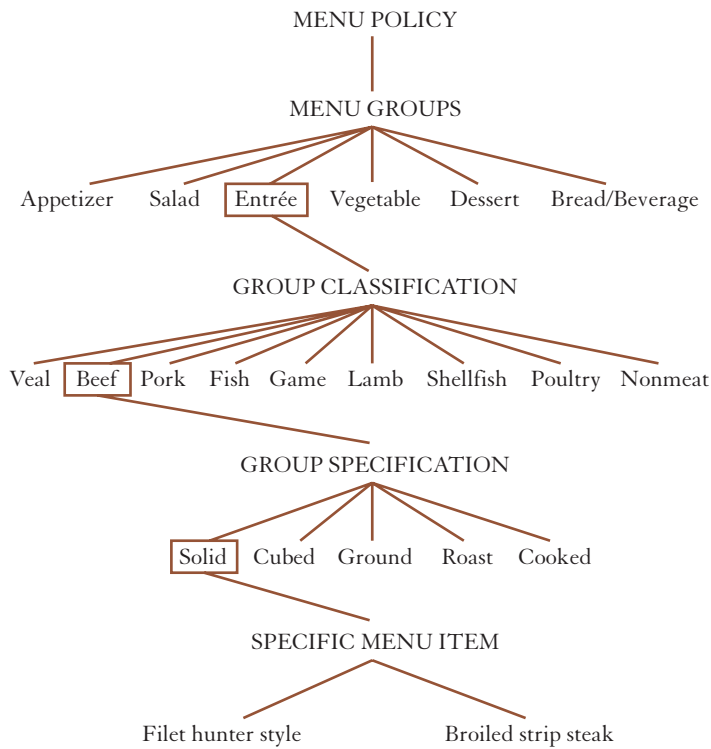 MENU POLICY
MENU GROUPS
Appetizer Salad Entrée Vegetable Dessert Bread/Beverage
GROUP CLASSIFICATION
Veal Beef Pork Fish Game Lamb Shellfish Poultry Nonmeat
GROUP SPECIFICATION
Solid Cubed Ground Roast Cooked
SPECIFIC MENU ITEM
Filet hunter style Broiled strip steak